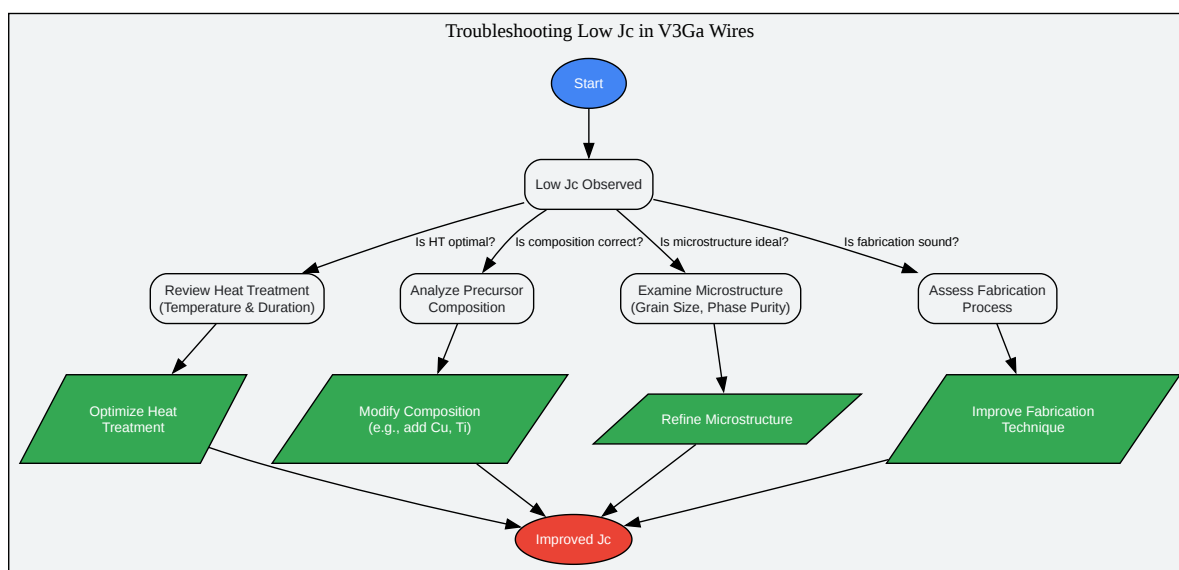 Troubleshooting Low Jc in V3Ga Wires
Start
Low Jc Observed
Is HT optimal?
Is composition correct?
Is microstructure ideal?
Is fabrication sound?
Review Heat Treatment
(Temperature & Duration)
Analyze Precursor
Composition
Examine Microstructure
(Grain Size, Phase Purity)
Assess Fabrication
Process
Optimize Heat
Treatment
Modify Composition
(e.g., add Cu, Ti)
Refine Microstructure
Improve Fabrication
Technique
Improved Jc